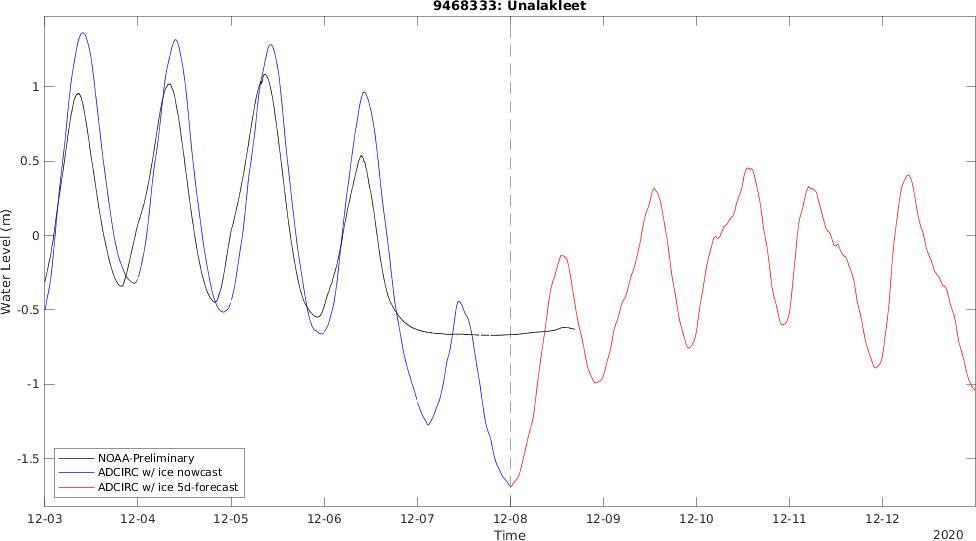 9468333: Unalakleet
Water Level (m)
1
0.5
0
-0.5
-1
-1.5
NOAA-Preliminary
ADCIRC w/ ice nowcast
ADCIRC w/ ice 5d-forecast
12-03 12-04 12-05 12-06 12-07 12-08 12-09 12-10 12-11 12-12
Time
2020